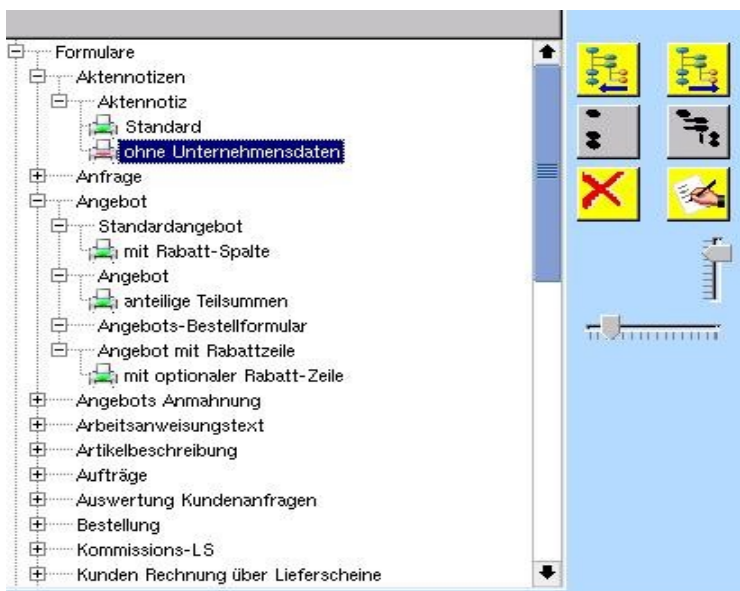 Formulare
Aktennotizen
Aktennotiz
Standard
ohne Unternehmensdaten
Anfrage
Angebot
Standardangebot
mit Rabatt-Spalte
Angebot
anteilige Teilsummen
Angebots-Bestellformular
Angebot mit Rabattzeile
mit optionaler Rabatt-Zeile
Angebots Anmahnung
Arbeitsanweisungstext
Artikelbeschreibung
Aufträge
Auswertung Kundenanfragen
Bestellung
Kommissions-LS
Kunden Rechnung über Lieferscheine